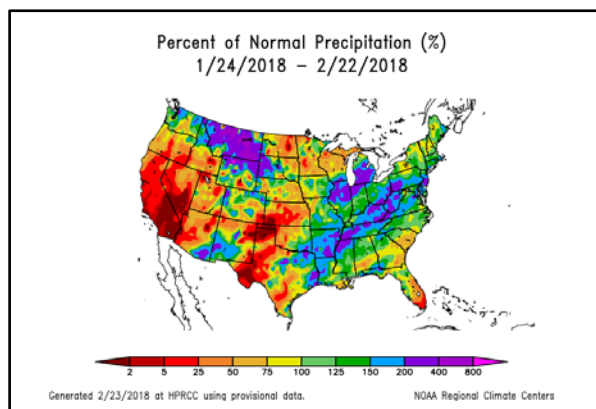 Percent of Normal Precipitation (%)
1/24/2018 – 2/22/2018
2 5 25 50 75 100 125 150 200 400 800
Generated 2/23/2018 at HPRCC using provisional data. NOAA Regional Climate Centers